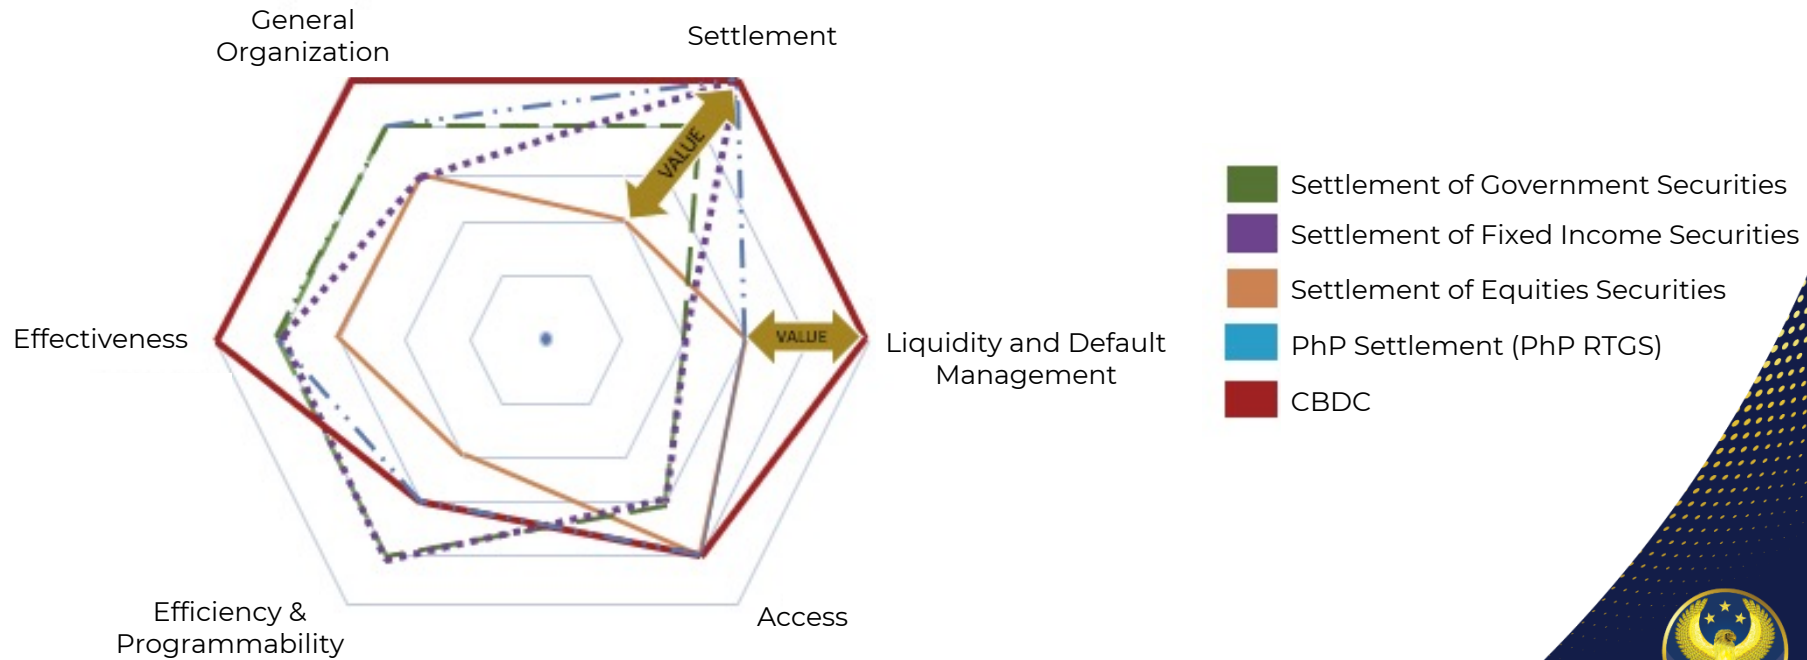 General
Organization
Settlement
VALUE
Effectiveness
VALUE
Liquidity and Default
Management
Efficiency &
Programmability
Access
Settlement of Government Securities
Settlement of Fixed Income Securities
Settlement of Equities Securities
PhP Settlement (PhP RTGS)
CBDC